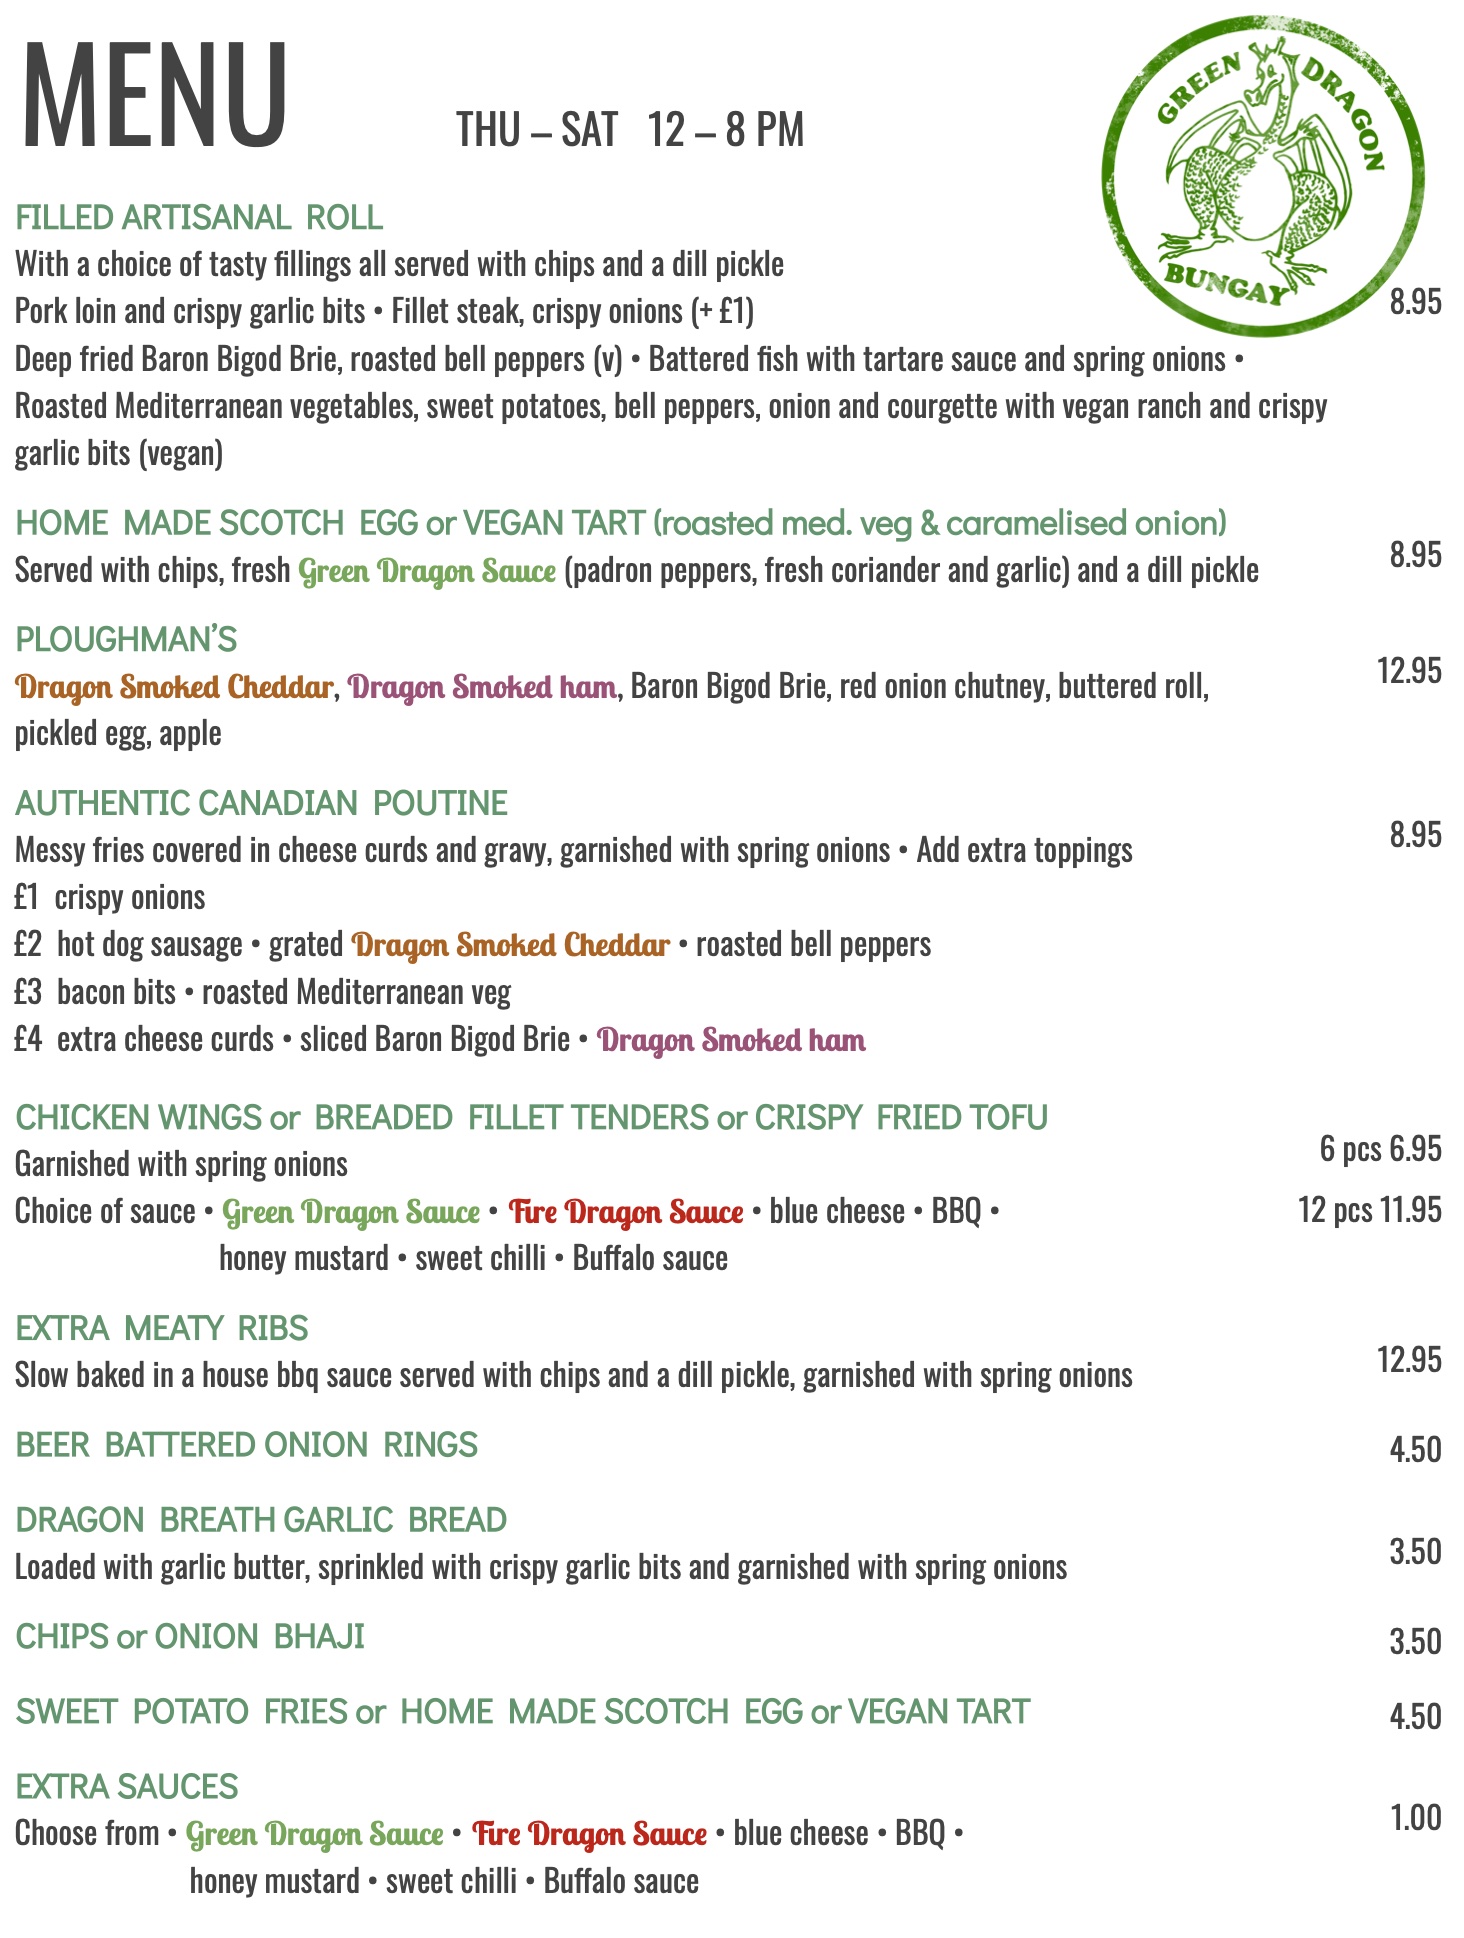 MENU
THU – SAT 12 – 8 PM
GREEN DRAGON
BUNGAY
FILLED ARTISANAL ROLL
With a choice of tasty fillings all served with chips and a dill pickle
Pork loin and crispy garlic bits • Fillet steak, crispy onions (+ £1) 8.95
Deep fried Baron Bigod Brie, roasted bell peppers (v) • Battered fish with tartare sauce and spring onions •
Roasted Mediterranean vegetables, sweet potatoes, bell peppers, onion and courgette with vegan ranch and crispy
garlic bits (vegan)
HOME MADE SCOTCH EGG or VEGAN TART (roasted med. veg & caramelised onion)
Served with chips, fresh Green Dragon Sauce (padron peppers, fresh coriander and garlic) and a dill pickle 8.95
PLOUGHMAN'S
Dragon Smoked Cheddar, Dragon Smoked ham, Baron Bigod Brie, red onion chutney, buttered roll, 12.95
pickled egg, apple
AUTHENTIC CANADIAN POUTINE
Messy fries covered in cheese curds and gravy, garnished with spring onions • Add extra toppings 8.95
£1 crispy onions
£2 hot dog sausage • grated Dragon Smoked Cheddar • roasted bell peppers
£3 bacon bits • roasted Mediterranean veg
£4 extra cheese curds • sliced Baron Bigod Brie • Dragon Smoked ham
CHICKEN WINGS or BREADED FILLET TENDERS or CRISPY FRIED TOFU
Garnished with spring onions 6 pcs 6.95
Choice of sauce • Green Dragon Sauce • Fire Dragon Sauce • blue cheese • BBQ • 12 pcs 11.95
honey mustard • sweet chilli • Buffalo sauce
EXTRA MEATY RIBS
Slow baked in a house bbq sauce served with chips and a dill pickle, garnished with spring onions 12.95
BEER BATTERED ONION RINGS 4.50
DRAGON BREATH GARLIC BREAD
Loaded with garlic butter, sprinkled with crispy garlic bits and garnished with spring onions 3.50
CHIPS or ONION BHAJI 3.50
SWEET POTATO FRIES or HOME MADE SCOTCH EGG or VEGAN TART 4.50
EXTRA SAUCES
Choose from • Green Dragon Sauce • Fire Dragon Sauce • blue cheese • BBQ • 1.00
honey mustard • sweet chilli • Buffalo sauce